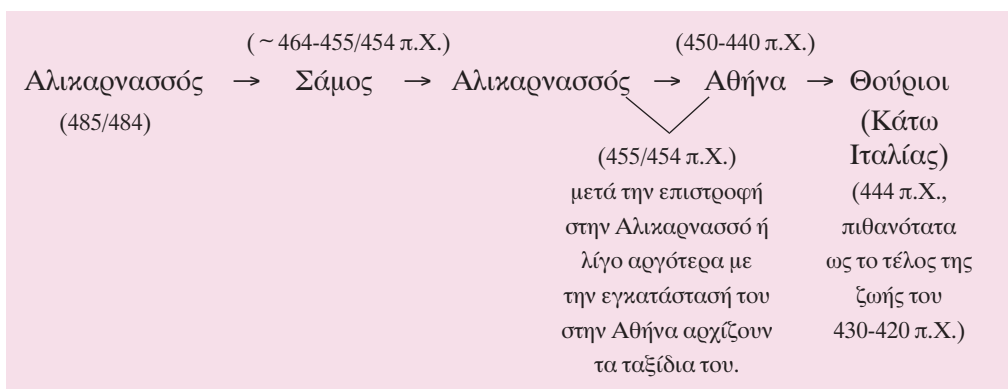 (~ 464-455/454 π.Χ.) (450-440 π.Χ.)
Αλικαρνασσός → Σάμος → Αλικαρνασσός → Αθήνα → Θούριοι
(485/484) (Κάτω
Ιταλίας)
(455/454 π.Χ.)
μετά την επιστροφή
στην Αλικαρνασσό ή
λίγο αργότερα με
την εγκατάστασή του
στην Αθήνα αρχίζουν
τα ταξίδια του.
(444 π.Χ.,
πιθανότατα
ως το τέλος της
ζωής του
430-420 π.Χ.)